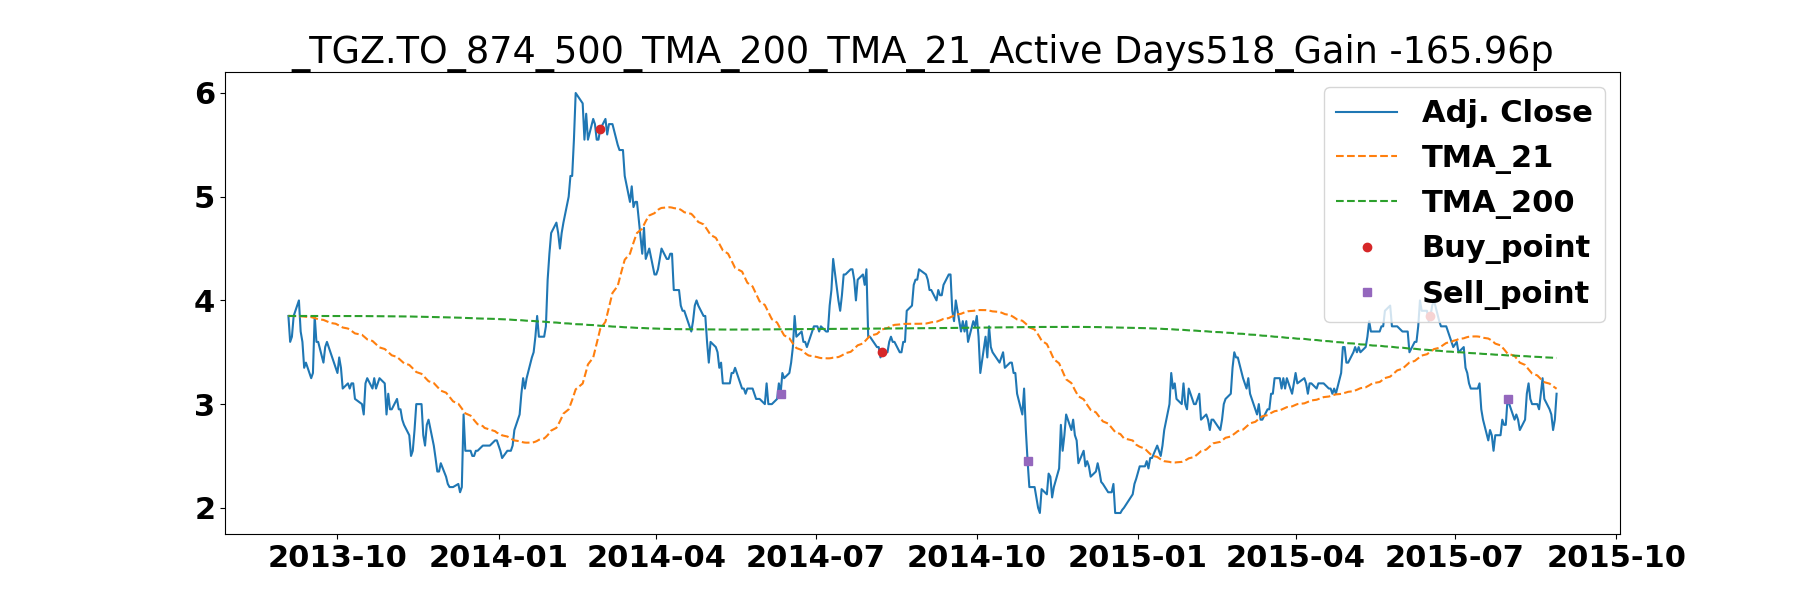 _TGZ.TO_874_500_TMA_200_TMA_21_Active Days518_Gain -165.96p
6
5
4
3
2
Adj. Close
TMA_21
TMA_200
Buy_point
Sell_point
2013-10 2014-01 2014-04 2014-07 2014-10 2015-01 2015-04 2015-07 2015-10